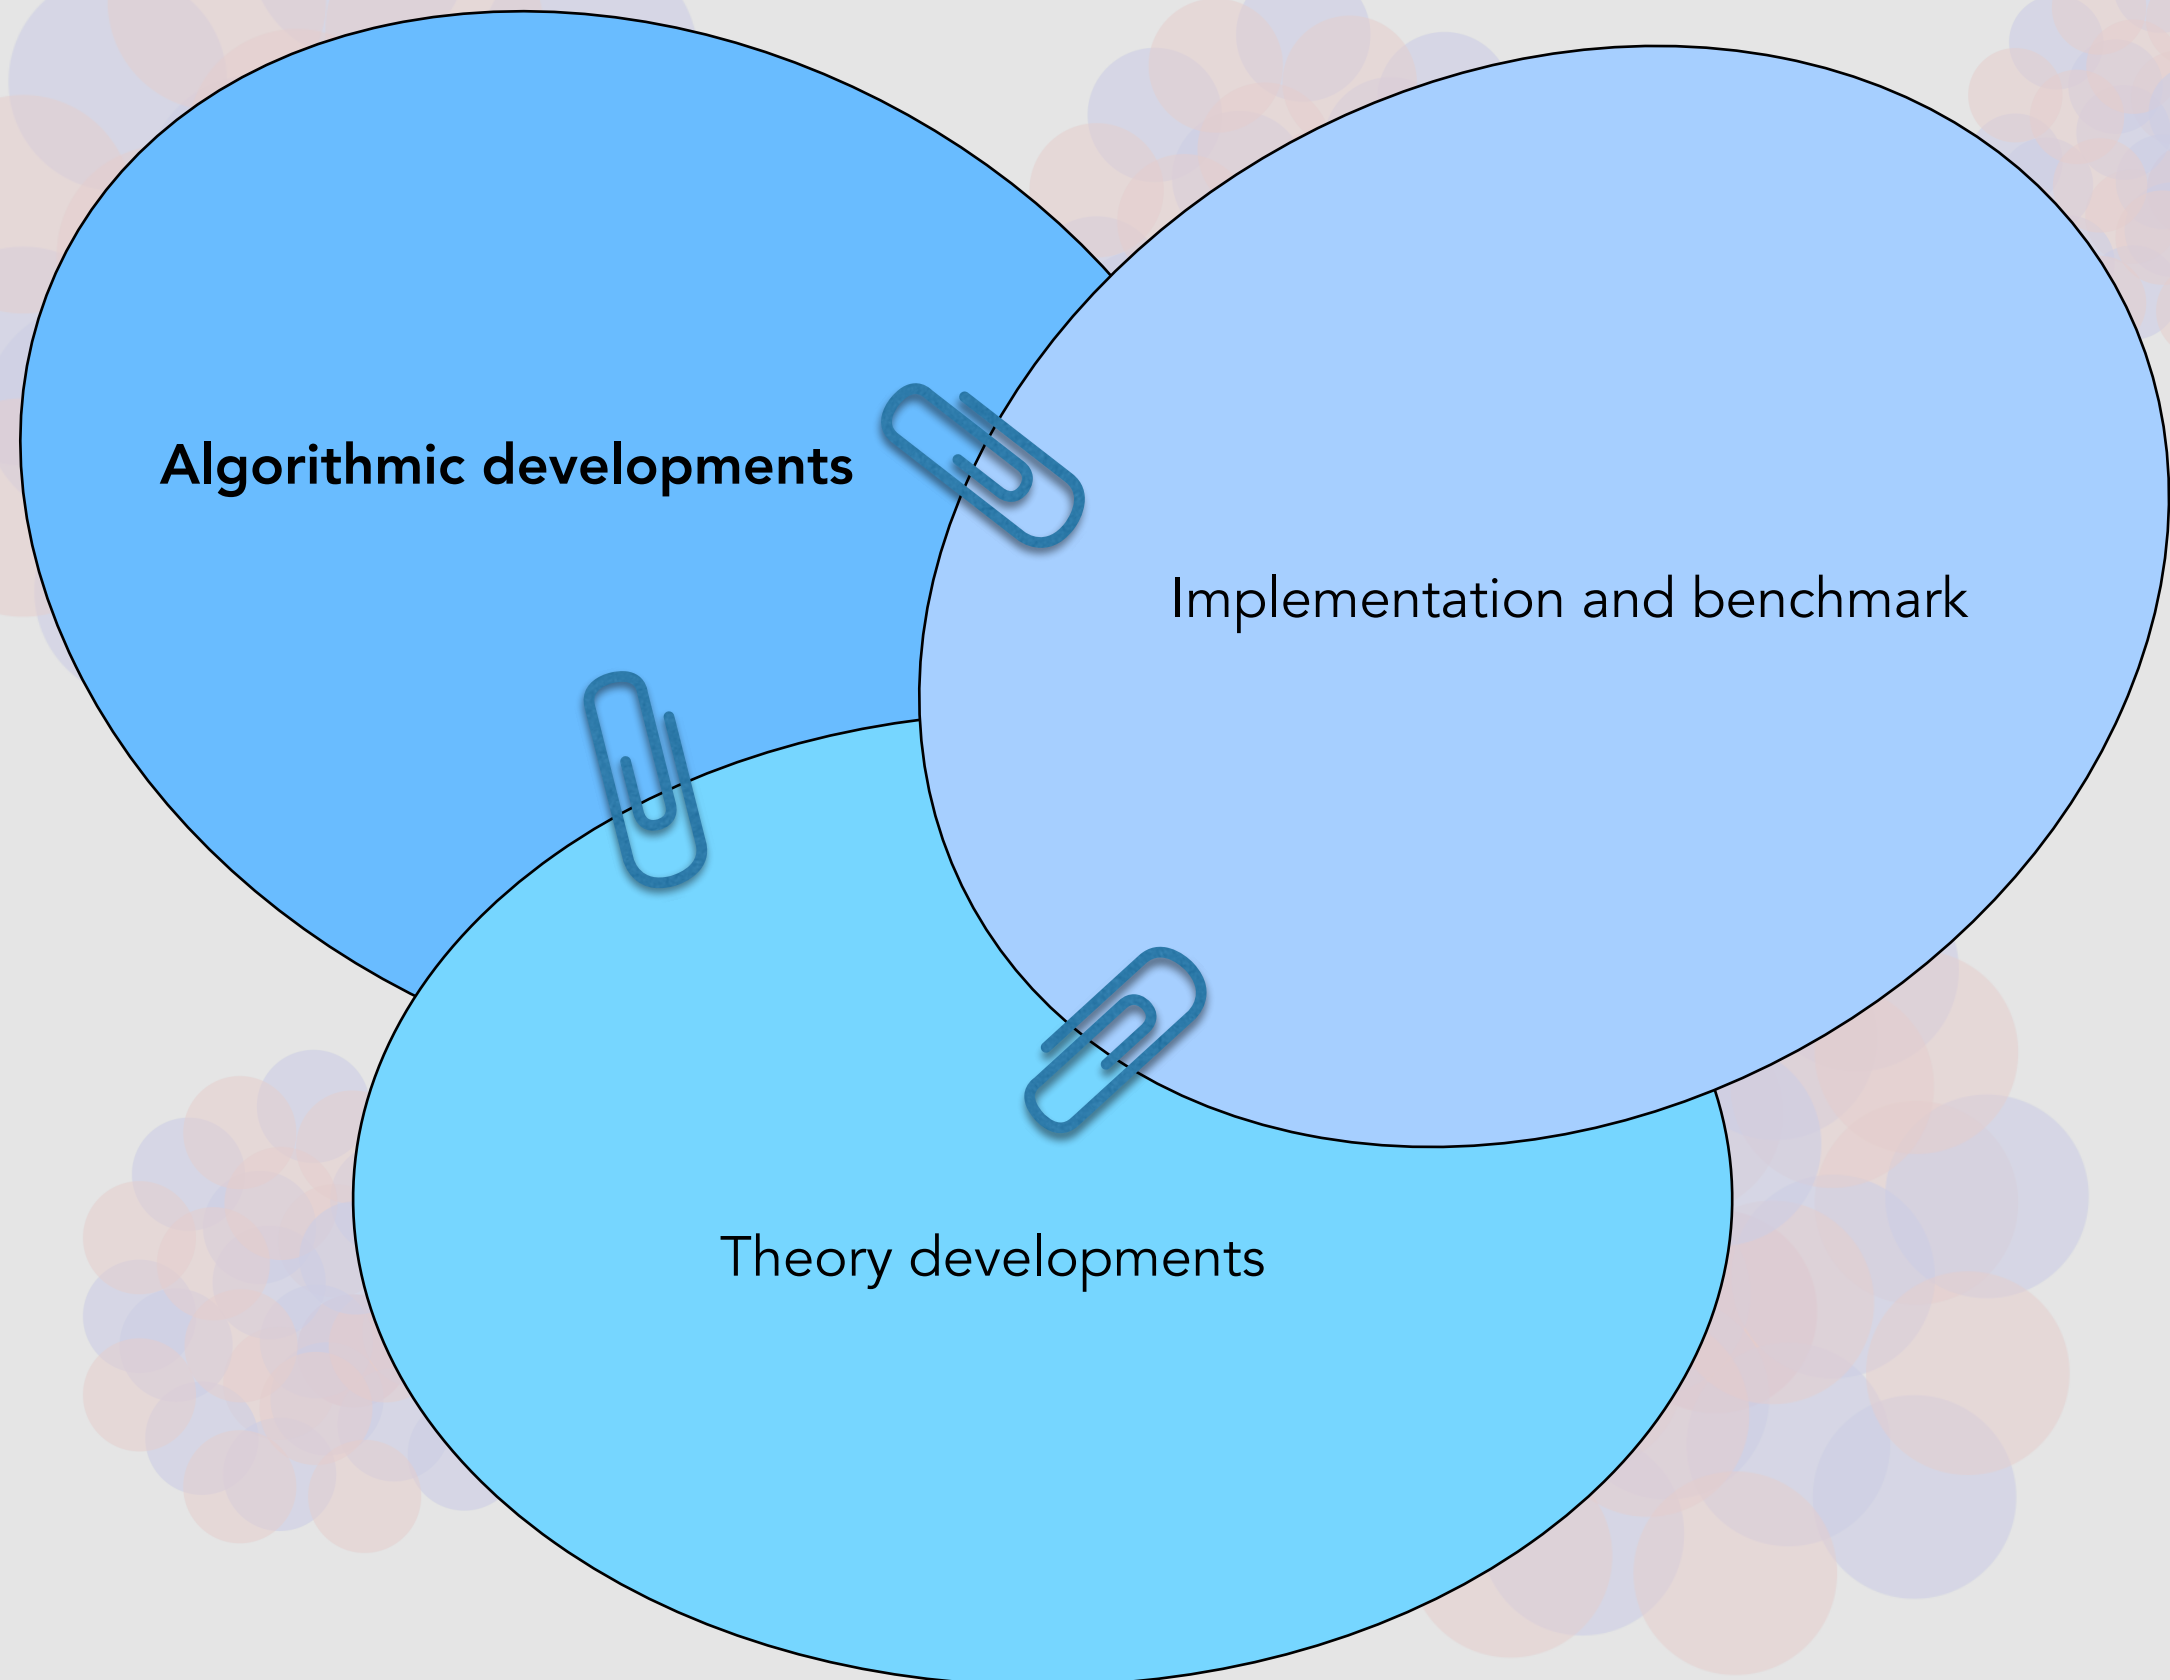 Algorithmic developments
Implementation and benchmark
Theory developments